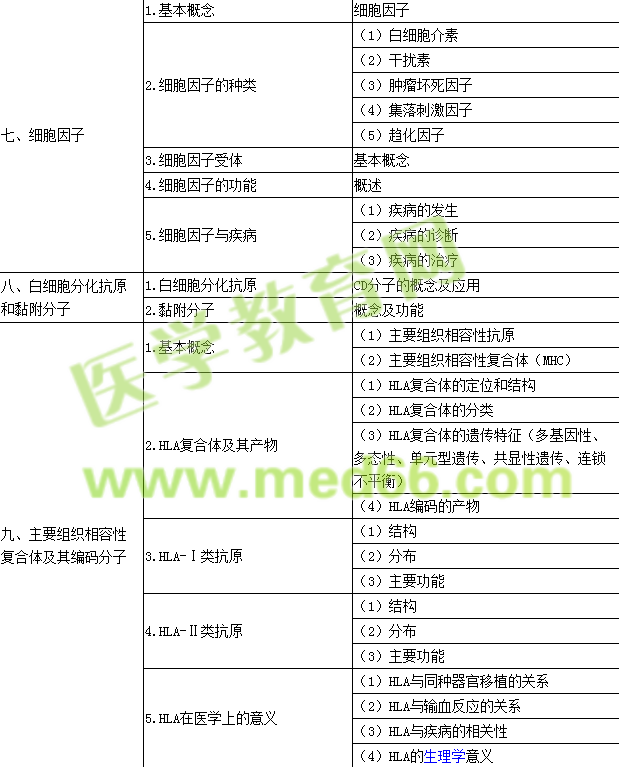 1.基本概念
细胞因子
七、细胞因子
2.细胞因子的种类
(1)白细胞介素
(2)干扰素
(3)肿瘤坏死因子
(4)集落刺激因子
(5)趋化因子
3.细胞因子受体
基本概念
4.细胞因子的功能
概述
5.细胞因子与疾病
(1)疾病的发生
(2)疾病的诊断
(3)疾病的治疗
八、白细胞分化抗原
和黏附分子
1.白细胞分化抗原
CD分子的概念及应用
2.黏附分子
概念及功能
九、主要组织相容性
复合体及其编码分子
1.基本概念
(1)主要组织相容性抗原
(2)主要组织相容性复合体(MHC)
2.HLA复合体及其产物
(1)HLA复合体的定位和结构
(2)HLA复合体的分类
(3)HLA复合体的遗传特征(多基因性、
多态性、单元型遗传、共显性遗传、连锁
不平衡)
(4)HLA编码的产物
3.HLA-Ⅰ类抗原
(1)结构
(2)分布
(3)主要功能
4.HLA-Ⅱ类抗原
(1)结构
(2)分布
(3)主要功能
5.HLA在医学上的意义
(1)HLA与同种器官移植的关系
(2)HLA与输血反应的关系
(3)HLA与疾病的相关性
(4)HLA的生理学意义
医学教育网
www.med66.com